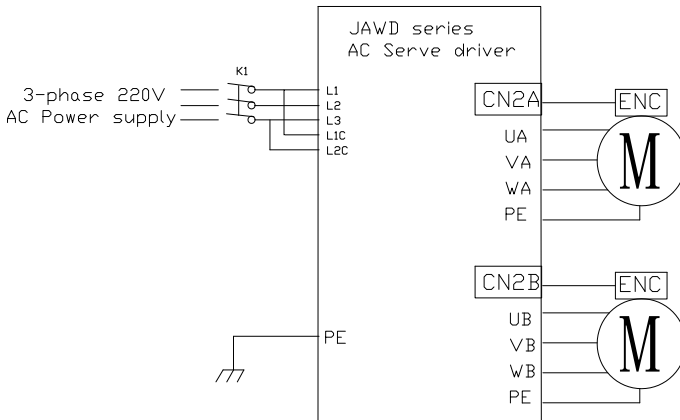 JAWD series
AC Serve driver
K1
3-phase 220V
AC Power supply
L1
L2
L3
L1C
L2C
PE
CN2A
ENC
UA
VA
WA
PE
M
CN2B
ENC
UB
VB
WB
PE
M